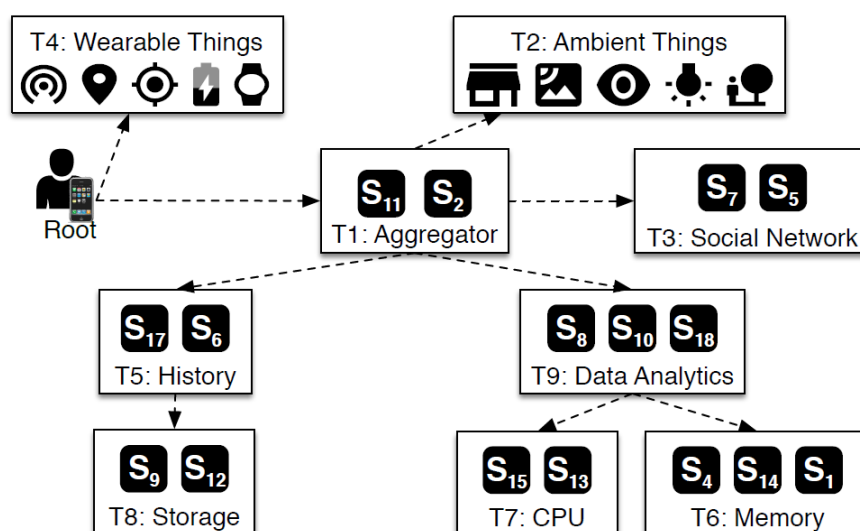 T4: Wearable Things
T2: Ambient Things
Root
S11 S2
T1: Aggregator
S7 S5
T3: Social Network
S17 S6
T5: History
S8 S10 S18
T9: Data Analytics
S9 S12
T8: Storage
S15 S13
T7: CPU
S4 S14 S1
T6: Memory